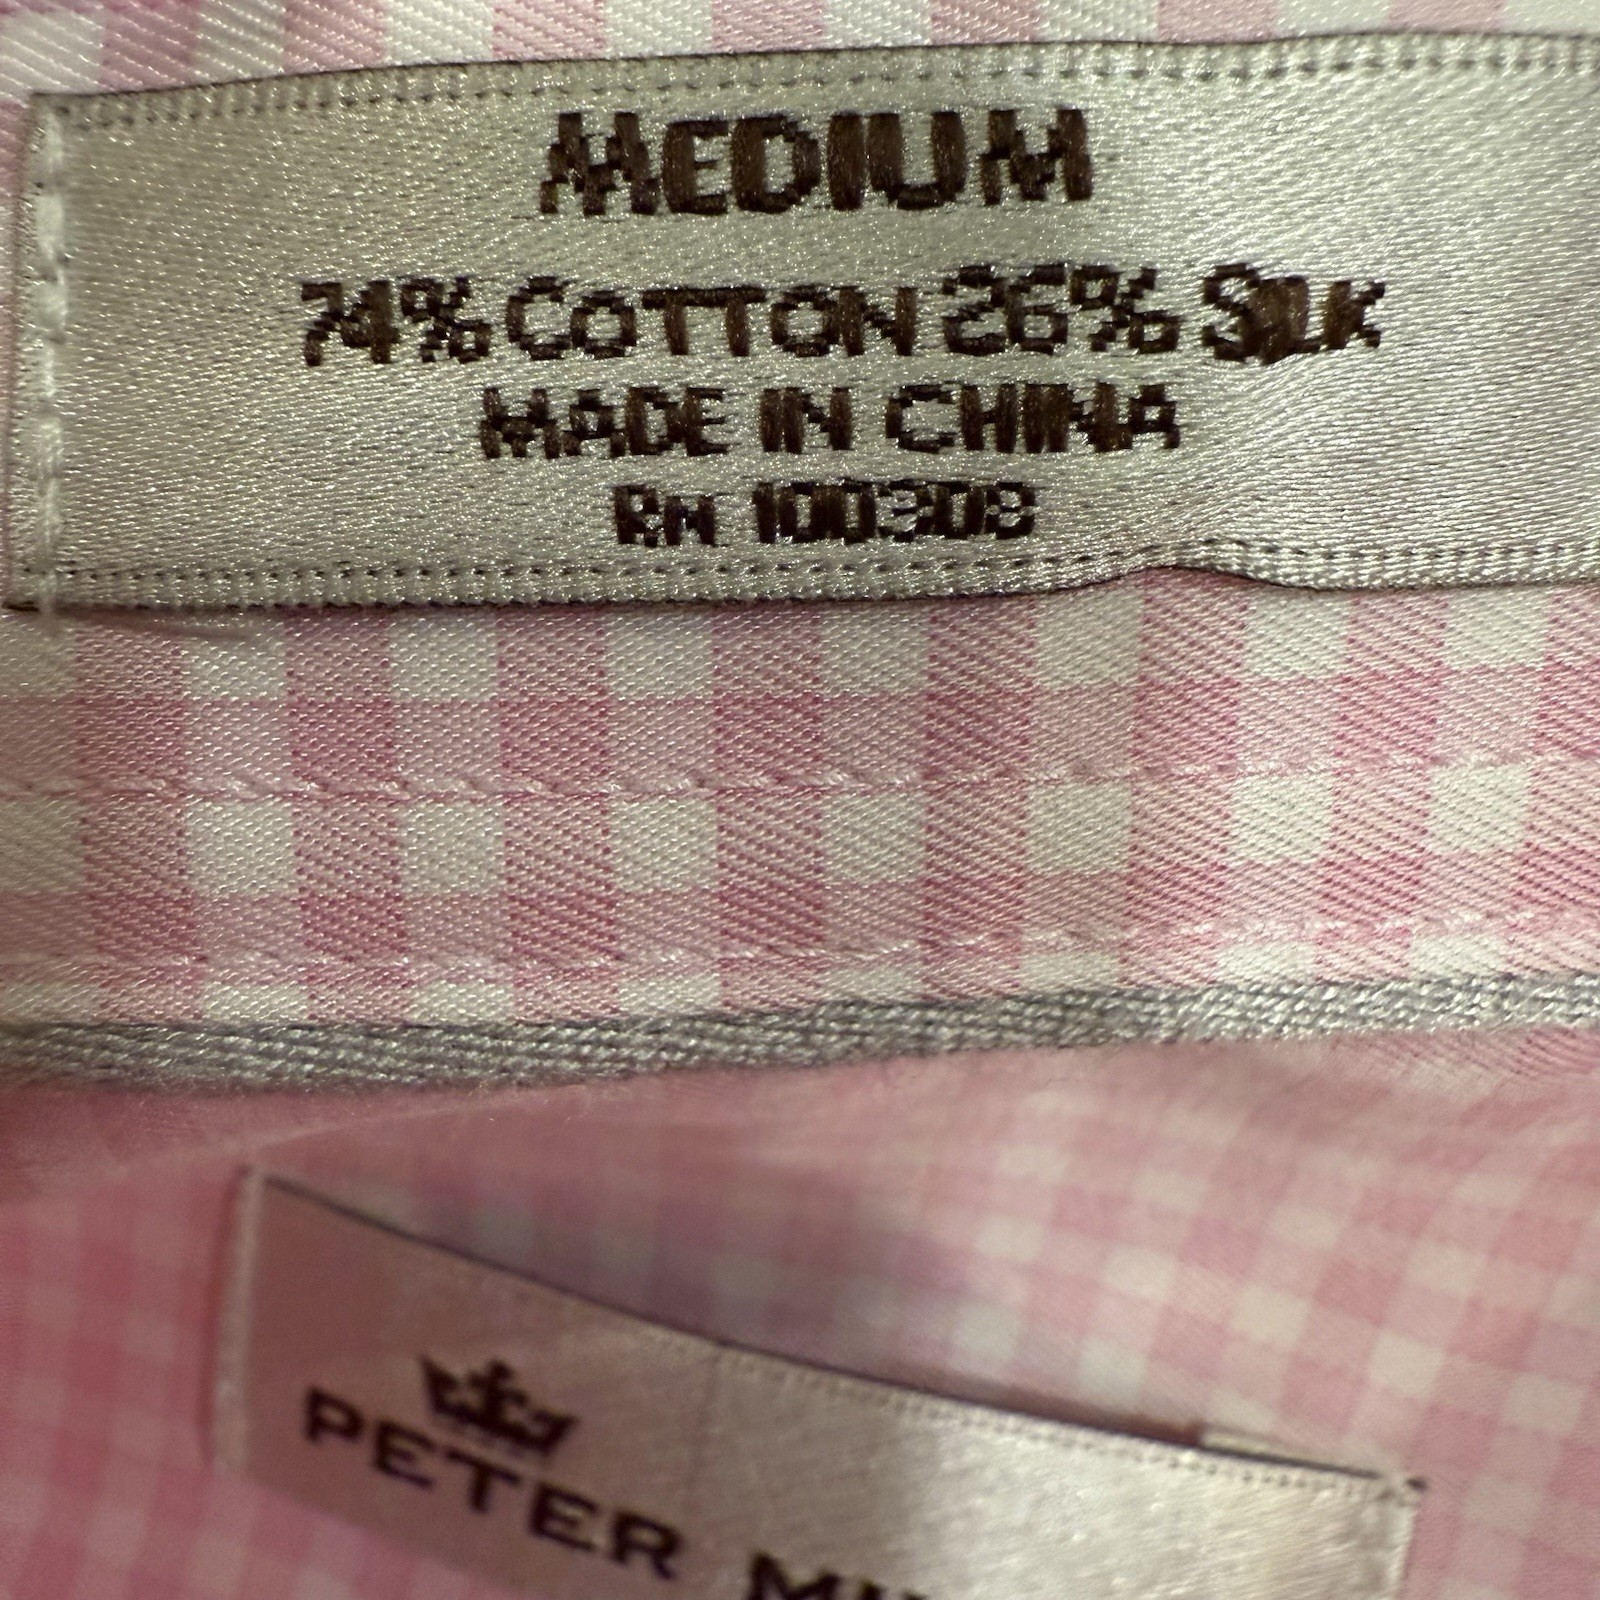 MEDIUM
74% COTTON 26% SILK
MADE IN CHINA
RN 100308
PETER